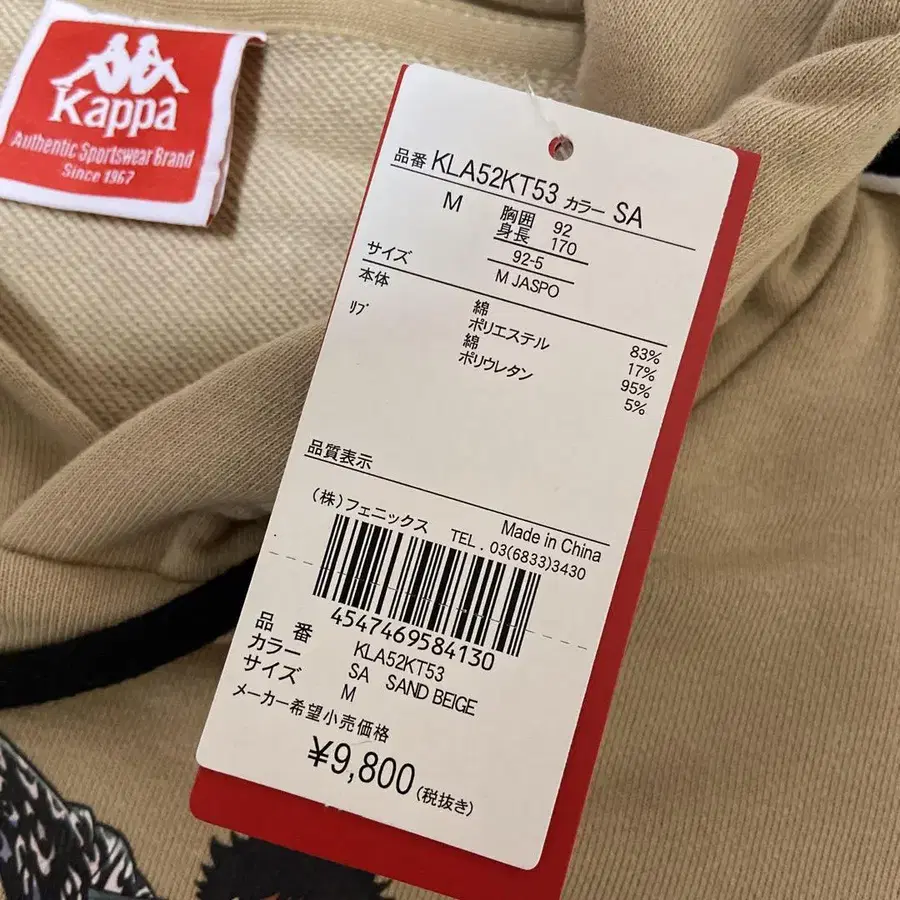 Kappa
Authentic Sportswear Brand
Since 1967
品番 KLA52KT53 カラー SA
M 胸囲 92
身長 170
92-5
サイズ M JASPO
本体 綿 83%
ポリエステル 17%
リブ 綿 95%
ポリウレタン 5%
品質表示
(株)フェニックス Made in China
TEL. 03(6833)3430
4547469584130
品番 KLA52KT53
カラー SA SAND BEIGE
サイズ M
メーカー希望小売価格
¥9,800(税抜き)